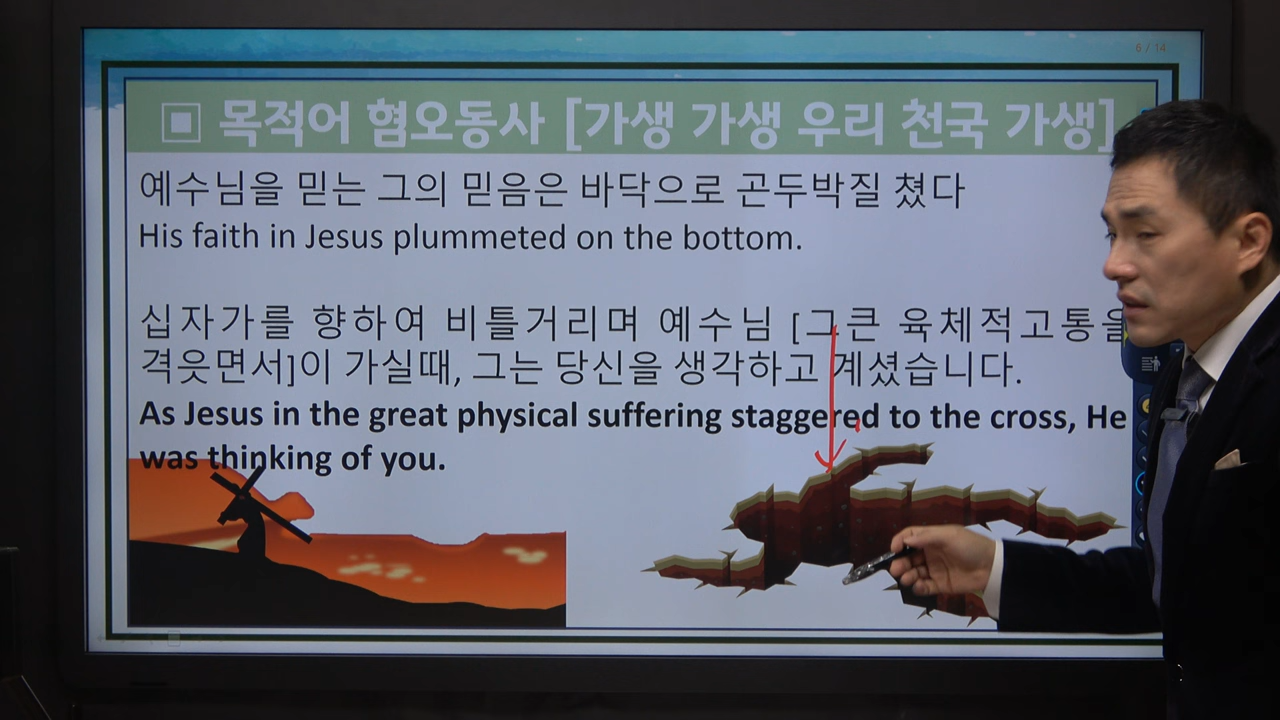 6 / 14
▣ 목적어 혐오동사 [가생 가생 우리 천국 가생]
예수님을 믿는 그의 믿음은 바닥으로 곤두박질 쳤다
His faith in Jesus plummeted on the bottom.
십자가를 향하여 비틀거리며 예수님 [그큰 육체적고통을
격읏면서]이 가실때, 그는 당신을 생각하고 계셨습니다.
As Jesus in the great physical suffering staggered to the cross, He
was thinking of you.